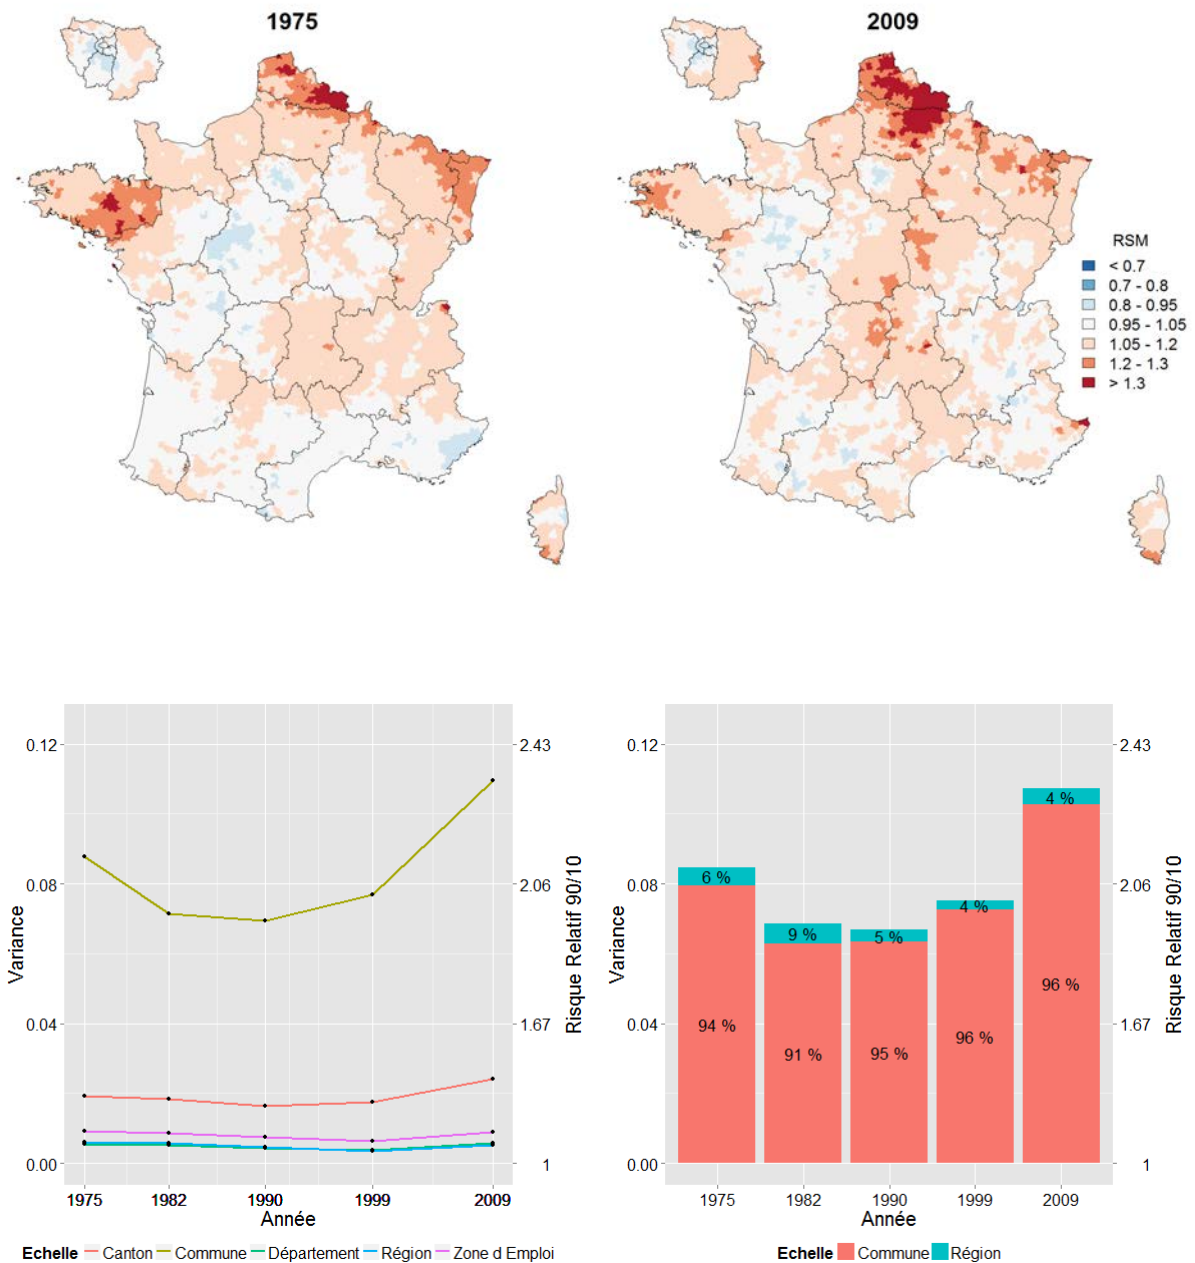 1975
2009
RSM
< 0.7
0.7 - 0.8
0.8 - 0.95
0.95 - 1.05
1.05 - 1.2
1.2 - 1.3
> 1.3
0.12
0.08
0.04
0.00
Variance
2.43
2.06
1.67
1
Risque Relatif 90/10
1975 1982 1990 1999 2009
Année
Echelle Canton Commune Département Région Zone d Emploi
0.12
0.08
0.04
0.00
Variance
6 %
9 %
5 %
4 %
4 %
94 %
91 %
95 %
96 %
96 %
2.43
2.06
1.67
1
Risque Relatif 90/10
1975 1982 1990 1999 2009
Année
Echelle Commune Région